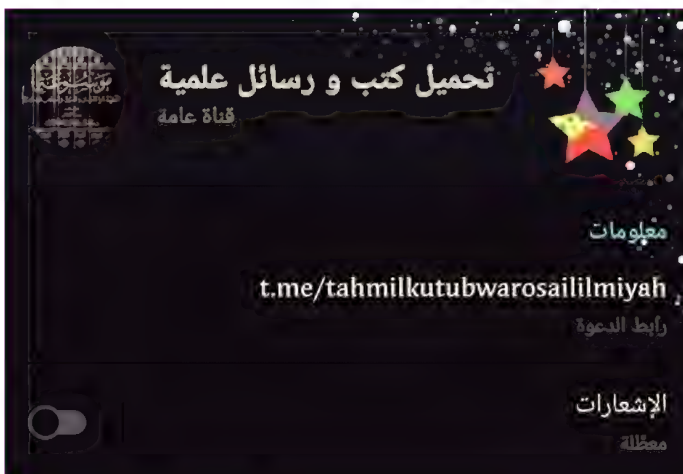 تحميل كتب و رسائل علمية
قناة عامة
معلومات
t.me/tahmilkutubwarosaililmiyah
رابط الدعوة
الإشعارات
معطلة